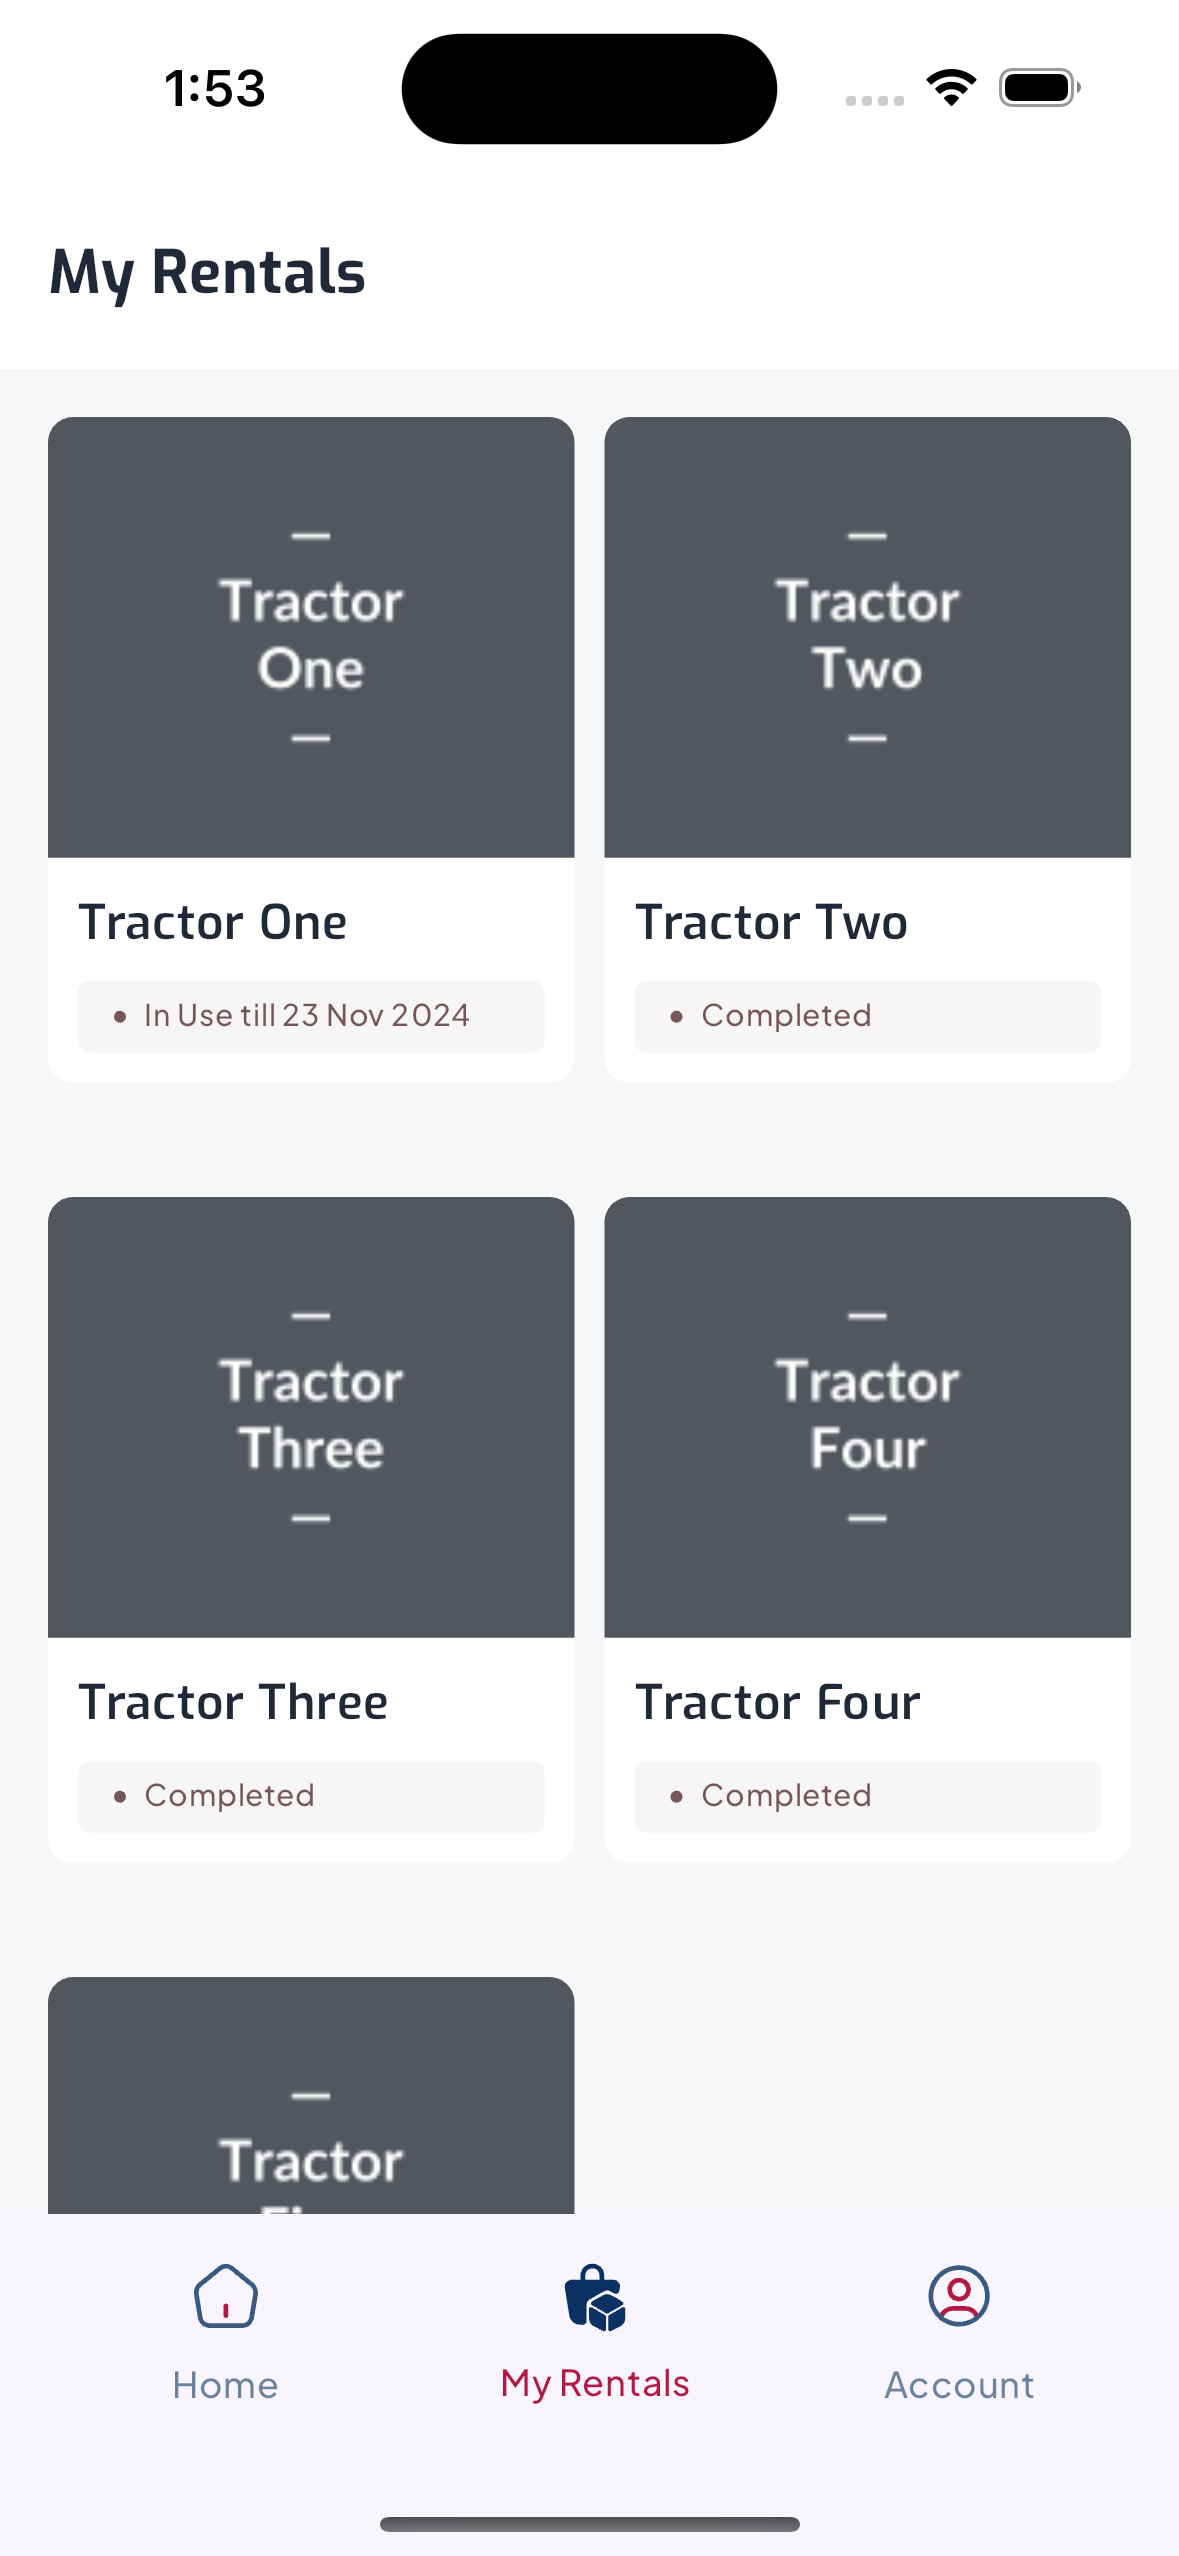 1:53
My Rentals
Tractor
One
Tractor
Two
Tractor One
Tractor Two
In Use till 23 Nov 2024
Completed
Tractor
Three
Tractor
Four
Tractor Three
Tractor Four
Completed
Completed
Tractor
Home
My Rentals
Account